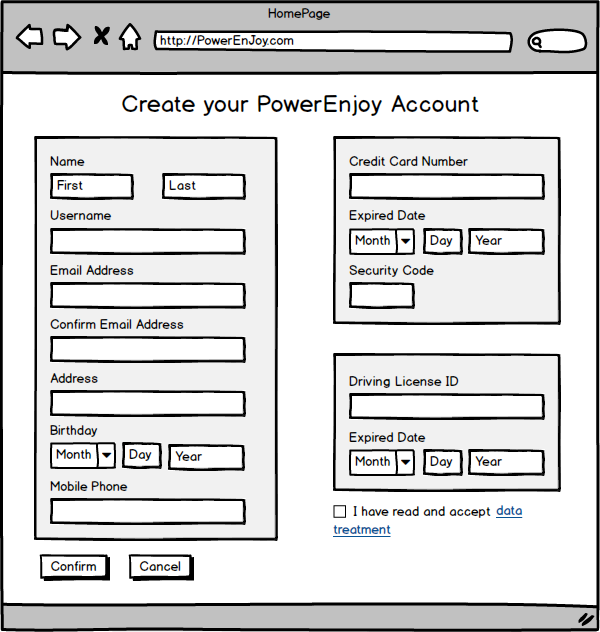 HomePage
http://PowerEnJoy.com
Create your PowerEnjoy Account
Name
First Last
Username
Email Address
Confirm Email Address
Address
Birthday
Month Day Year
Mobile Phone
Credit Card Number
Expired Date
Month Day Year
Security Code
Driving License ID
Expired Date
Month Day Year
I have read and accept data
treatment
Confirm Cancel